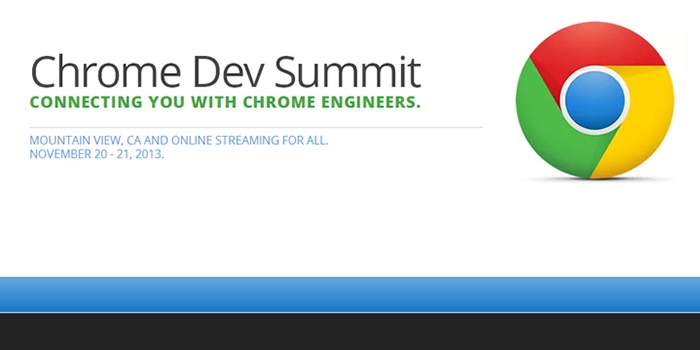 Chrome Dev Summit
CONNECTING YOU WITH CHROME ENGINEERS.
MOUNTAIN VIEW, CA AND ONLINE STREAMING FOR ALL.
NOVEMBER 20 - 21, 2013.